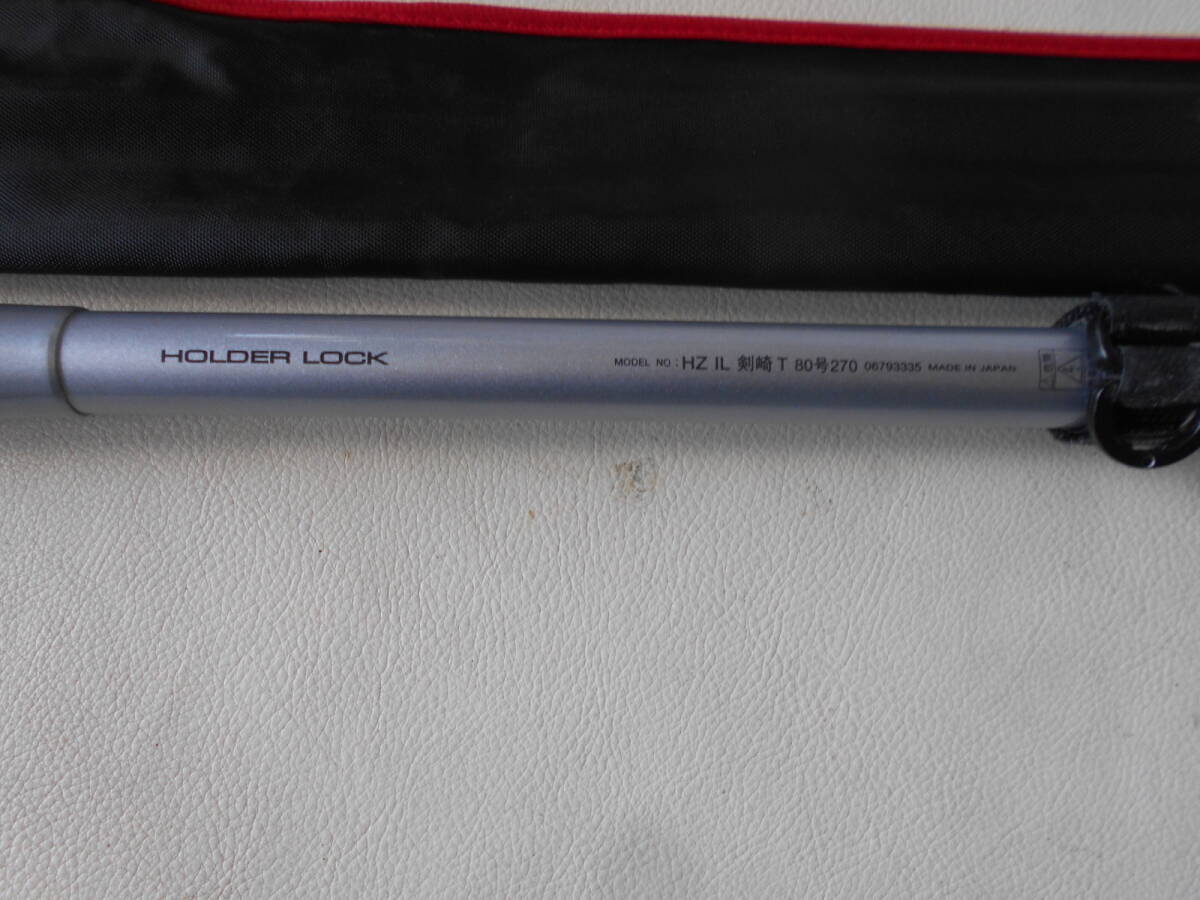 HOLDER LOCK
MODEL NO : HZ IL 剣崎 T 80号270 06793335 MADE IN JAPAN